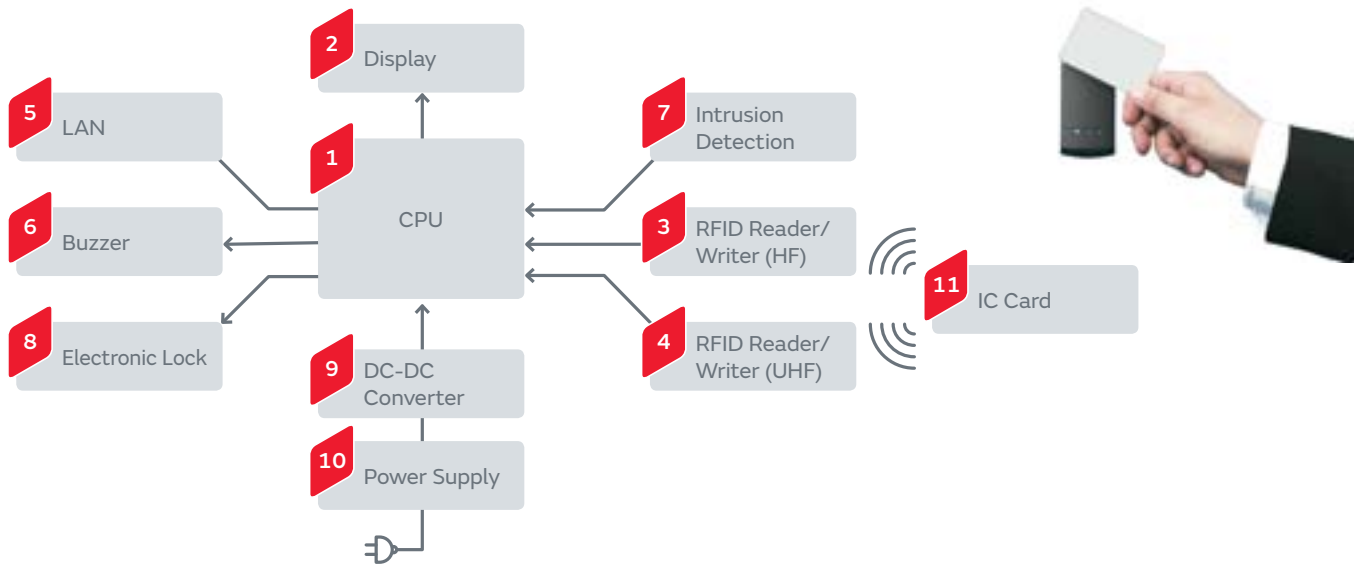 2
Display
5
LAN
7
Intrusion
Detection
1
CPU
6
Buzzer
3
RFID Reader/
Writer (HF)
11
IC Card
8
Electronic Lock
4
RFID Reader/
Writer (UHF)
9
DC-DC
Converter
10
Power Supply